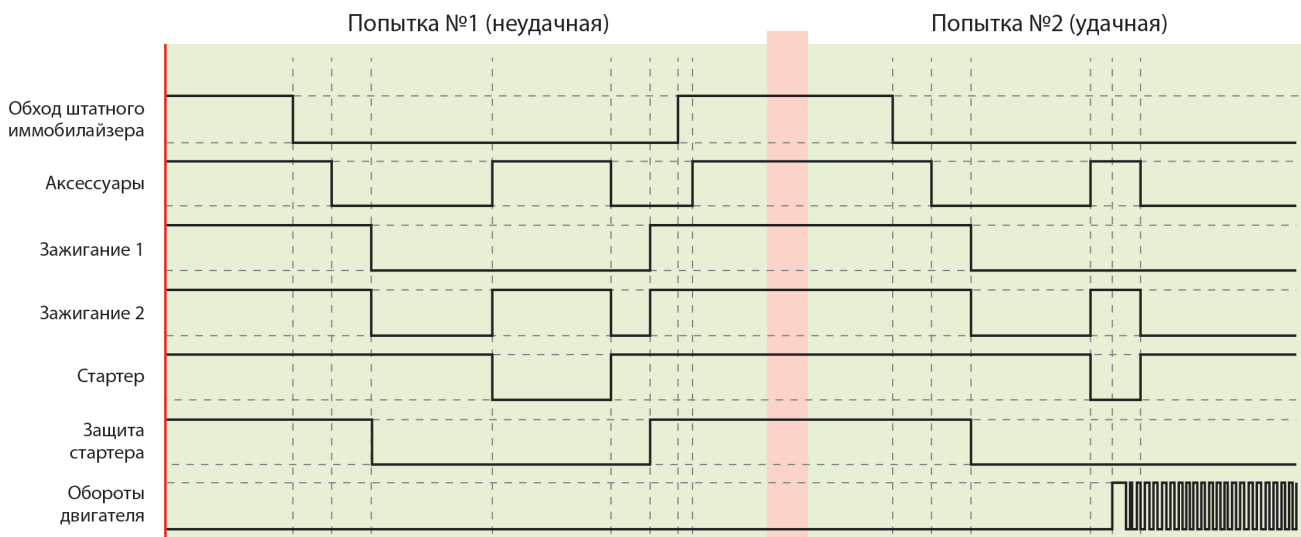 Попытка №1 (неудачная)
Попытка №2 (удачная)
Обход штатного
иммобилайзера
Аксессуары
Зажигание 1
Зажигание 2
Стартер
Защита
стартера
Обороты
двигателя